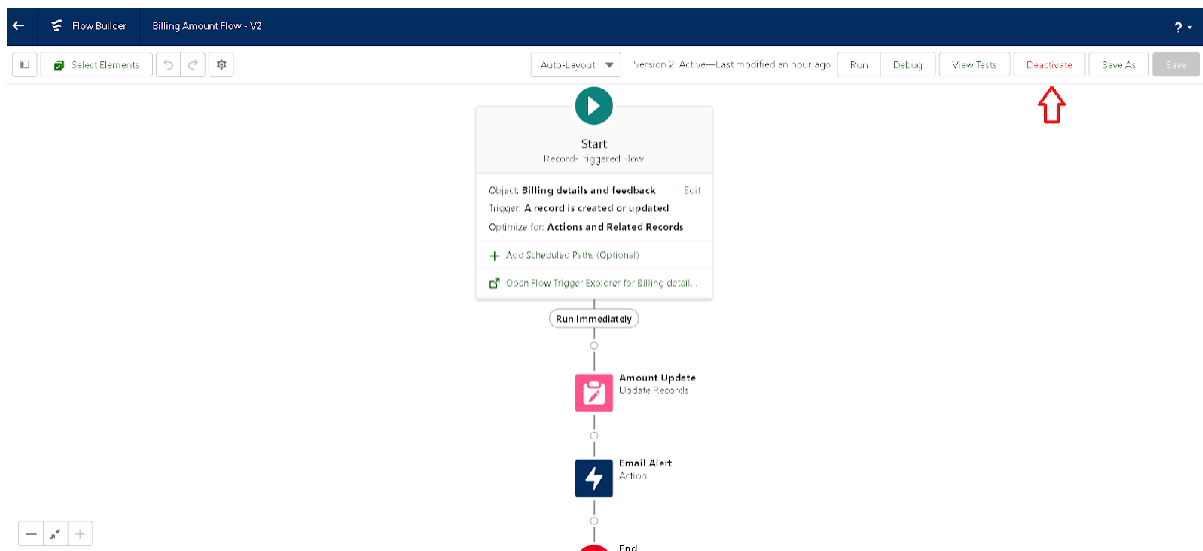 Flow Builder
Billing Amount Flow - V2
? 
Select Elements
Auto-Layout
Version 2: Active—Last modified an hour ago
Run
Debug
View Tests
Deactivate
Save As
Save
Start
Record-Triggered Flow
Object: Billing details and feedback
Edit
Trigger: A record is created or updated
Optimize for: Actions and Related Records
+ Add Scheduled Paths (Optional)
Open Flow Trigger Explorer for Billing detail...
Run Immediately
Amount Update
Update Records
Email Alert
Action
End